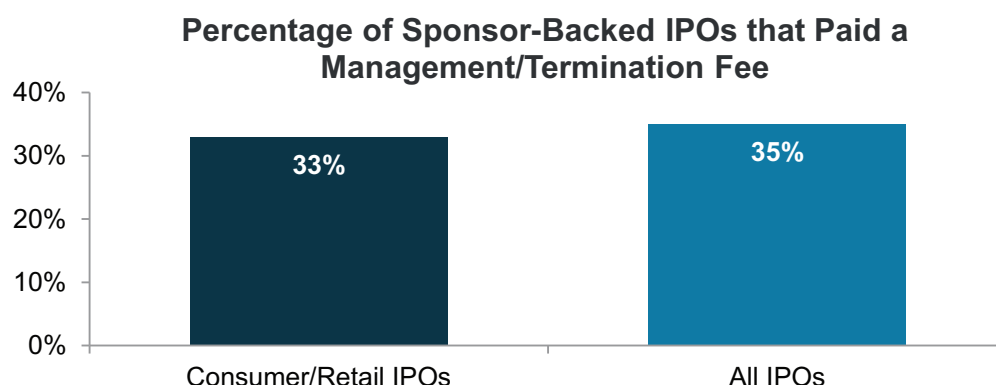 Percentage of Sponsor-Backed IPOs that Paid a
Management/Termination Fee
40%
30%
20%
10%
0%
33%
35%
Consumer/Retail IPOs
All IPOs